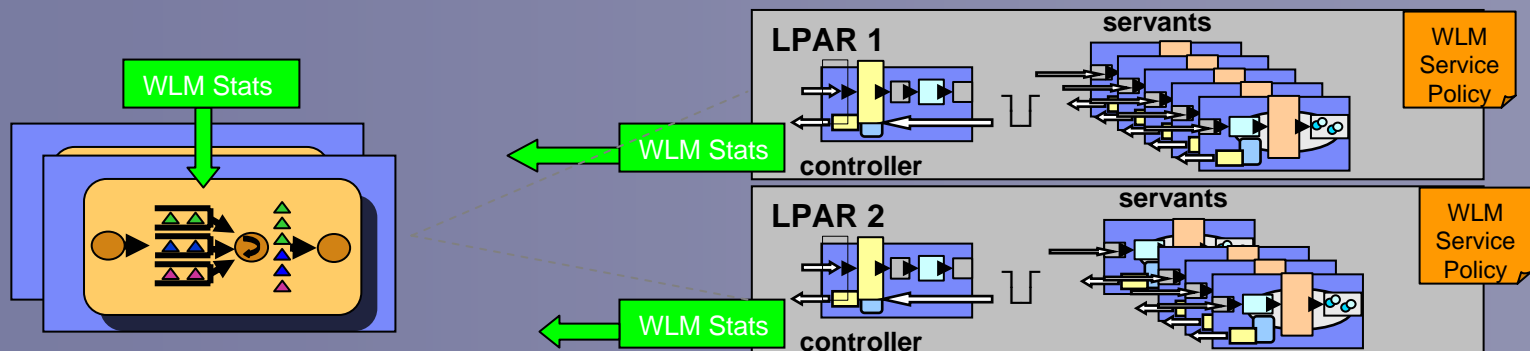 WLM Stats
LPAR 1
servants
WLM
Service
Policy
WLM Stats
controller
LPAR 2
servants
WLM
Service
Policy
WLM Stats
controller